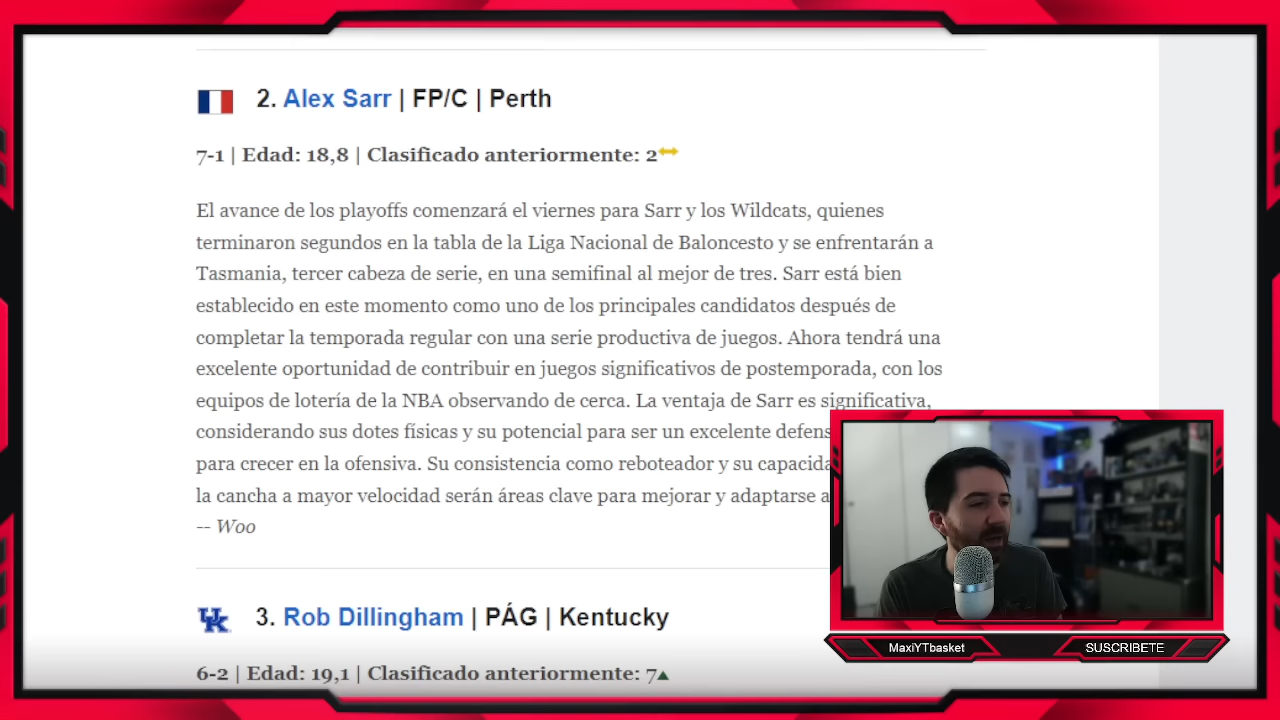 2. Alex Sarr | FP/C | Perth
7-1 | Edad: 18,8 | Clasificado anteriormente: 2
El avance de los playoffs comenzará el viernes para Sarr y los Wildcats, quienes
terminaron segundos en la tabla de la Liga Nacional de Baloncesto y se enfrentarán a
Tasmania, tercer cabeza de serie, en una semifinal al mejor de tres. Sarr está bien
establecido en este momento como uno de los principales candidatos después de
completar la temporada regular con una serie productiva de juegos. Ahora tendrá una
excelente oportunidad de contribuir en juegos significativos de postemporada, con los
equipos de lotería de la NBA observando de cerca. La ventaja de Sarr es significativa,
considerando sus dotes físicas y su potencial para ser un excelente
para crecer en la ofensiva. Su consistencia como reboteador y su
la cancha a mayor velocidad serán áreas clave para mejorar y adaptarse
-- Woo
UK
3. Rob Dillingham | PÁG | Kentucky
6-2 | Edad: 19,1 | Clasificado anteriormente: 7
MaxiYTbasket
SUSCRIBETE